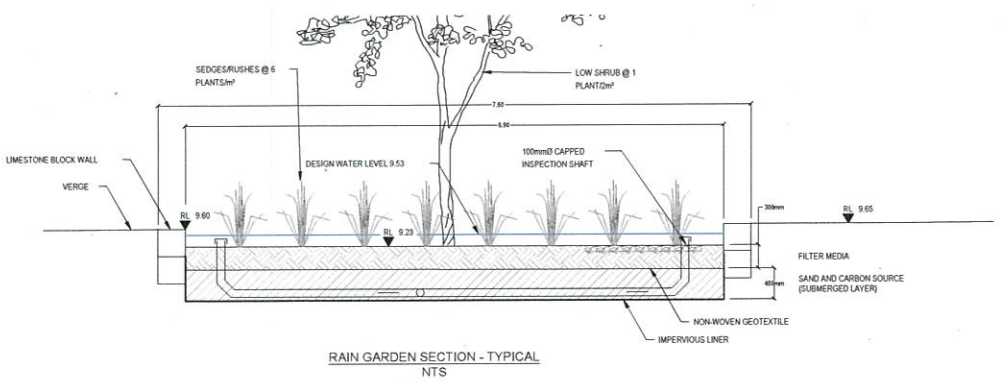 SEDGES/RUSHES @ 6
PLANTS/m²
LOW SHRUB @ 1
PLANT/2m²
7.60
6.90
LIMESTONE BLOCK WALL
VERGE
DESIGN WATER LEVEL 9.53
100mmØ CAPPED
INSPECTION SHAFT
RL 9.60
RL 9.23
300mm
RL 9.65
FILTER MEDIA
SAND AND CARBON SOURCE
(SUBMERGED LAYER)
400mm
NON-WOVEN GEOTEXTILE
IMPERVIOUS LINER
RAIN GARDEN SECTION - TYPICAL
NTS